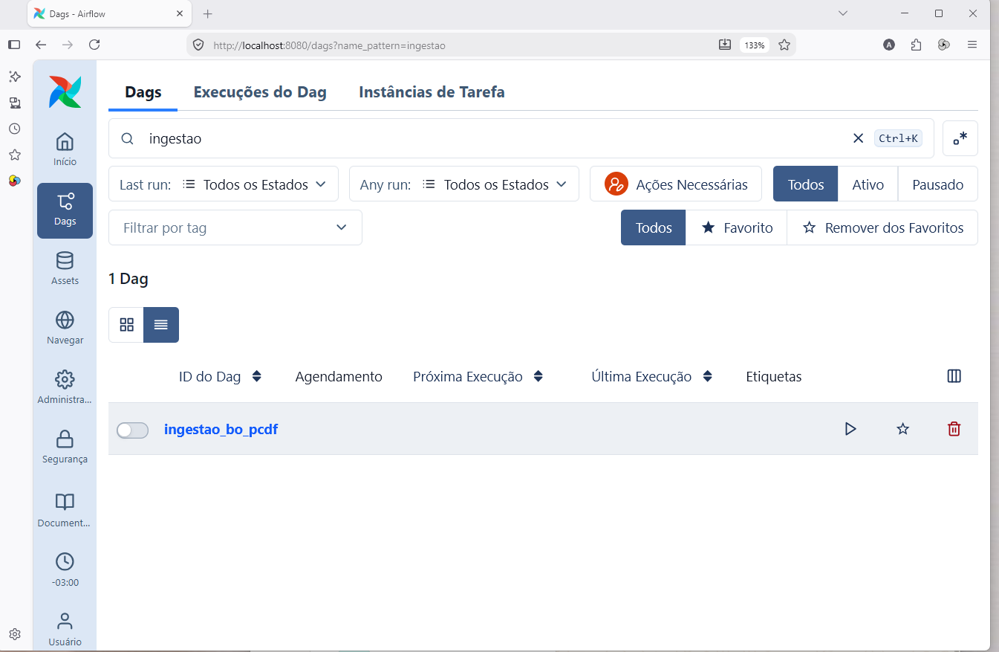 Dags - Airflow
http://localhost:8080/dags?name_pattern=ingestao
133%
A
Dags
Execuções do Dag
Instâncias de Tarefa
ingestao
Ctrl+K
Last run: Todos os Estados
Any run: Todos os Estados
Ações Necessárias
Todos
Ativo
Pausado
Filtrar por tag
Todos
Favorito
Remover dos Favoritos
1 Dag
ID do Dag
Agendamento
Próxima Execução
Última Execução
Etiquetas
ingestao_bo_pcdf
Início
Dags
Assets
Navegar
Administra...
Segurança
Document...
-03:00
Usuário